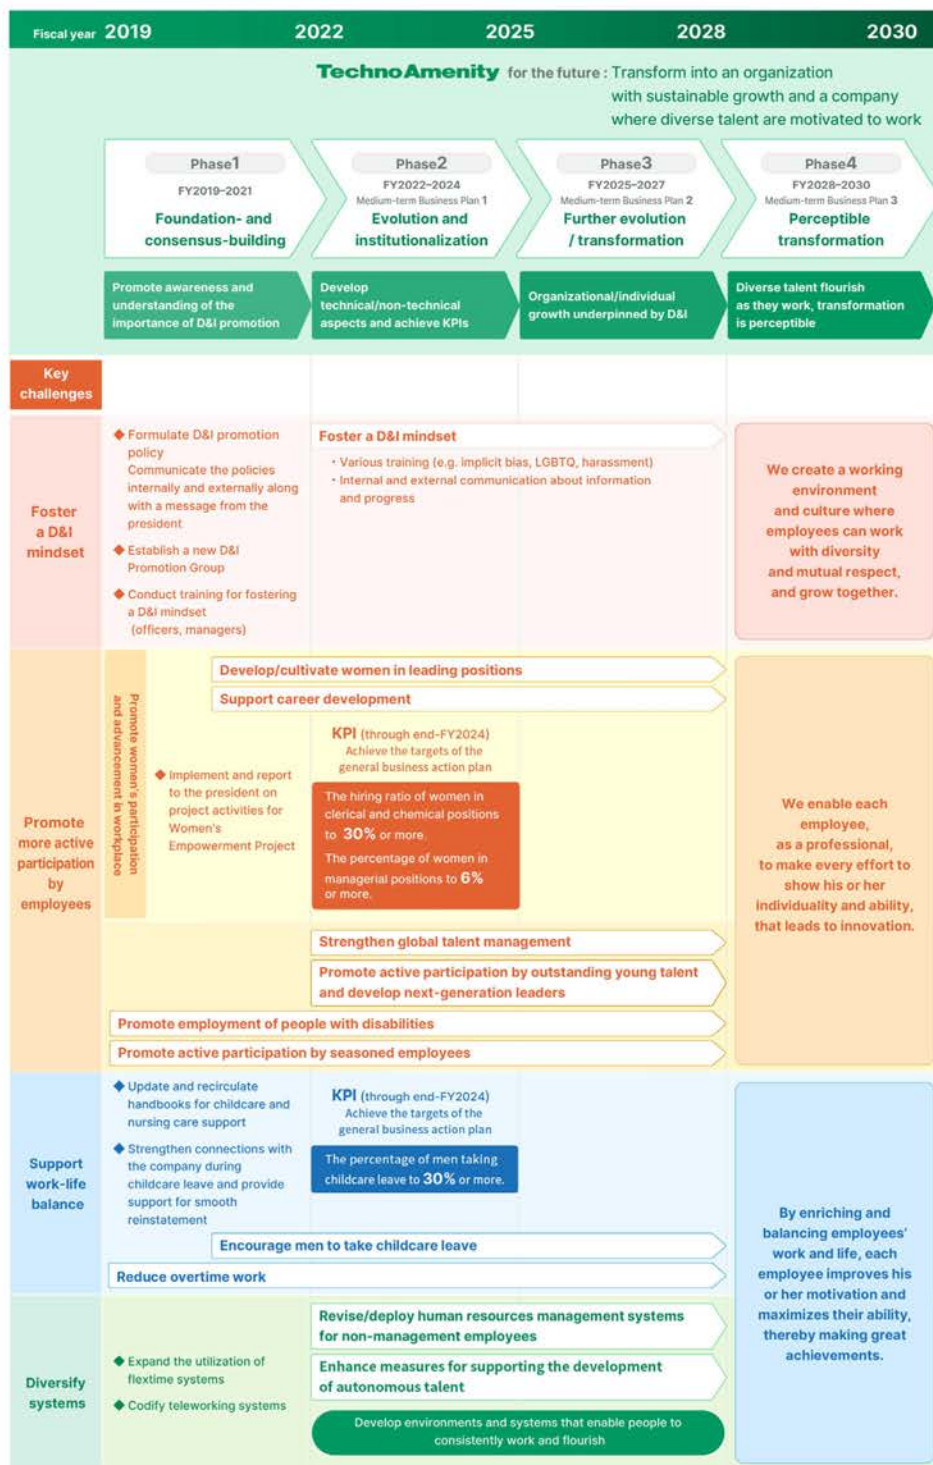 Fiscal year 2019 2022 2025 2028 2030
TechnoAmenity for the future : Transform into an organization
with sustainable growth and a company
where diverse talent are motivated to work
Phase1
FY2019–2021
Foundation- and
consensus-building
Phase2
FY2022–2024
Medium-term Business Plan 1
Evolution and
institutionalization
Phase3
FY2025–2027
Medium-term Business Plan 2
Further evolution
/ transformation
Phase4
FY2028–2030
Medium-term Business Plan 3
Perceptible
transformation
Promote awareness and
understanding of the
importance of D&I promotion
Develop
technical/non-technical
aspects and achieve KPIs
Organizational/individual
growth underpinned by D&I
Diverse talent flourish
as they work, transformation
is perceptible
Key
challenges
Foster
a D&I
mindset
◆ Formulate D&I promotion
policy
Communicate the policies
internally and externally along
with a message from the
president
◆ Establish a new D&I
Promotion Group
◆ Conduct training for fostering
a D&I mindset
(officers, managers)
Foster a D&I mindset
・Various training (e.g. implicit bias, LGBTQ, harassment)
・Internal and external communication about information
and progress
We create a working
environment
and culture where
employees can work
with diversity
and mutual respect,
and grow together.
Promote
more active
participation
by
employees
Promote women's participation
and advancement in workplace
Develop/cultivate women in leading positions
Support career development
◆ Implement and report
to the president on
project activities for
Women's
Empowerment Project
KPI (through end-FY2024)
Achieve the targets of the
general business action plan
The hiring ratio of women in
clerical and chemical positions
to 30% or more.
The percentage of women in
managerial positions to 6%
or more.
Strengthen global talent management
Promote active participation by outstanding young talent
and develop next-generation leaders
Promote employment of people with disabilities
Promote active participation by seasoned employees
We enable each
employee,
as a professional,
to make every effort to
show his or her
individuality and ability,
that leads to innovation.
Support
work-life
balance
◆ Update and recirculate
handbooks for childcare and
nursing care support
◆ Strengthen connections with
the company during
childcare leave and provide
support for smooth
reinstatement
KPI (through end-FY2024)
Achieve the targets of the
general business action plan
The percentage of men taking
childcare leave to 30% or more.
Encourage men to take childcare leave
Reduce overtime work
By enriching and
balancing employees'
work and life, each
employee improves his
or her motivation and
maximizes their ability,
thereby making great
achievements.
Diversify
systems
◆ Expand the utilization of
flextime systems
◆ Codify teleworking systems
Revise/deploy human resources management systems
for non-management employees
Enhance measures for supporting the development
of autonomous talent
Develop environments and systems that enable people to
consistently work and flourish